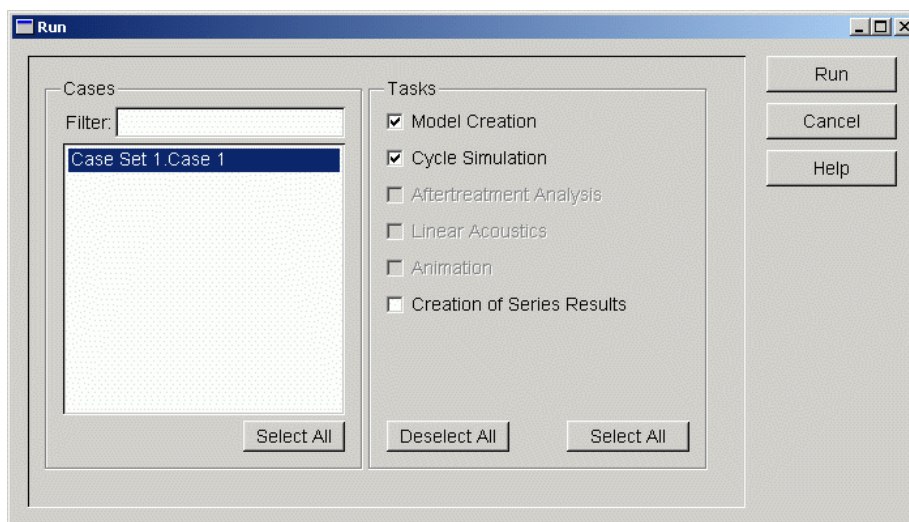 Run
Cases
Filter:
Case Set 1.Case 1
Select All
Tasks
Model Creation
Cycle Simulation
Aftertreatment Analysis
Linear Acoustics
Animation
Creation of Series Results
Deselect All
Select All
Run
Cancel
Help